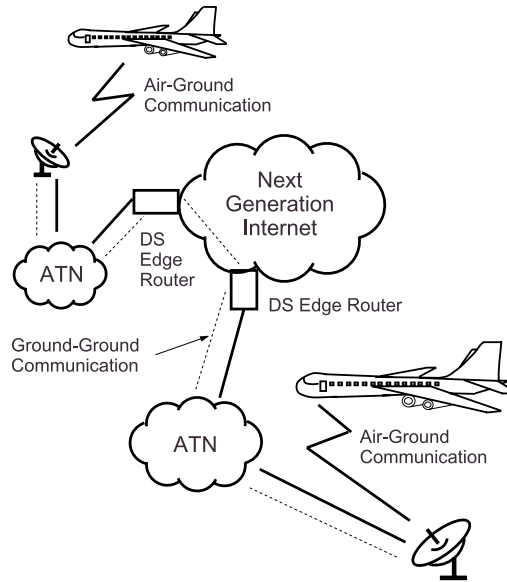 Air-Ground
Communication
Next
Generation
Internet
DS
Edge
Router
ATN
DS Edge Router
Ground-Ground
Communication
ATN
Air-Ground
Communication